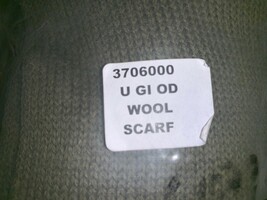 3706000
U GI OD
WOOL
SCARF